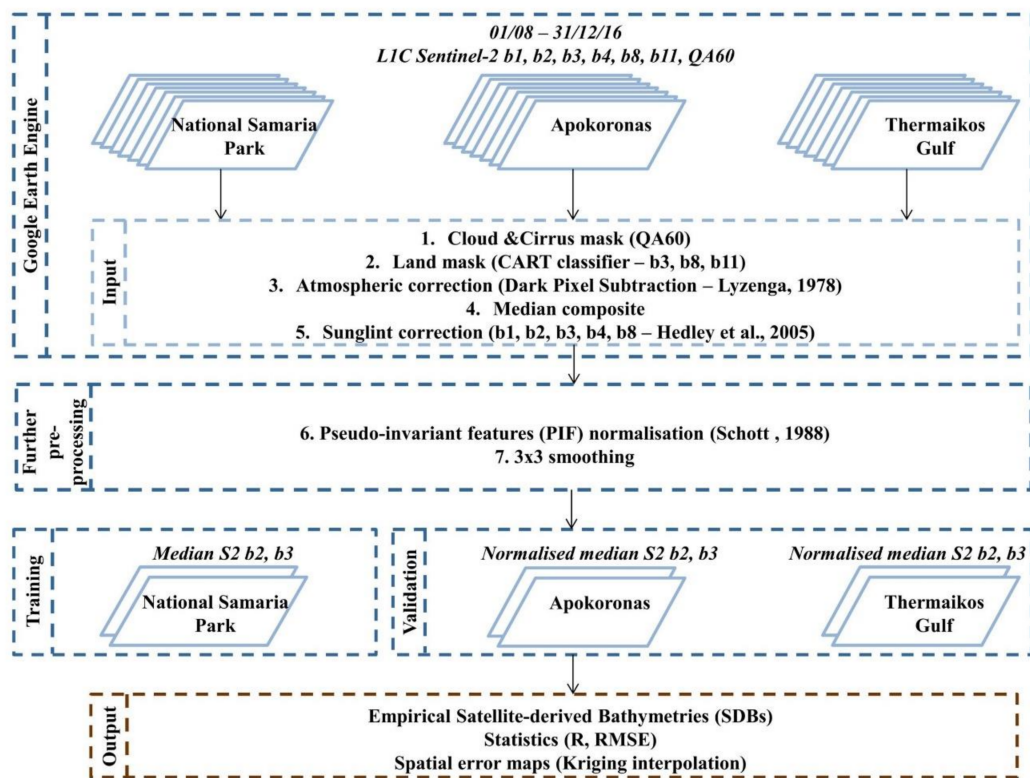 Google Earth Engine
01/08 – 31/12/16
L1C Sentinel-2 b1, b2, b3, b4, b8, b11, QA60
National Samaria
Park
Apokoronas
Thermaikos
Gulf
Input
1. Cloud &Cirrus mask (QA60)
2. Land mask (CART classifier – b3, b8, b11)
3. Atmospheric correction (Dark Pixel Subtraction – Lyzenga, 1978)
4. Median composite
5. Sunglint correction (b1, b2, b3, b4, b8 – Hedley et al., 2005)
Further
pre-
processing
6. Pseudo-invariant features (PIF) normalisation (Schott , 1988)
7. 3x3 smoothing
Training
Median S2 b2, b3
National Samaria
Park
Validation
Normalised median S2 b2, b3
Apokoronas
Normalised median S2 b2, b3
Thermaikos
Gulf
Output
Empirical Satellite-derived Bathymetries (SDBs)
Statistics (R, RMSE)
Spatial error maps (Kriging interpolation)